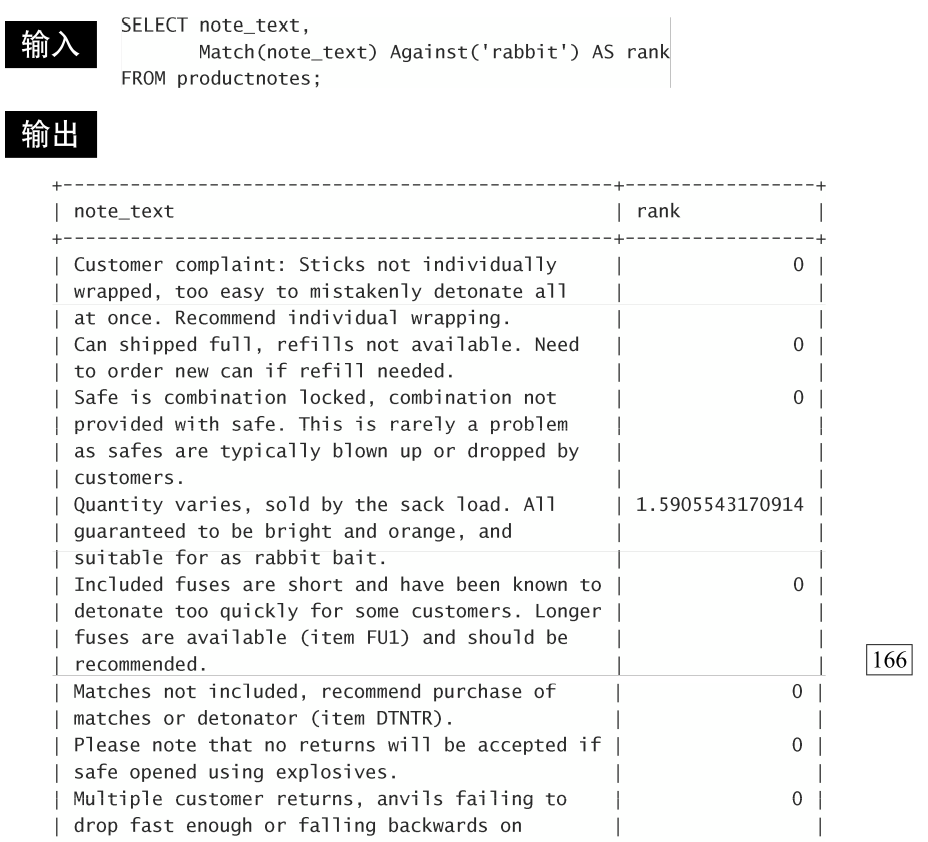 输入
SELECT note_text,
       Match(note_text) Against('rabbit') AS rank
FROM productnotes;
输出
+-------------------------------------------------+-----------------+
| note_text                                       | rank            |
+-------------------------------------------------+-----------------+
| Customer complaint: Sticks not individually     |               0 |
| wrapped, too easy to mistakenly detonate all    |                 |
| at once. Recommend individual wrapping.         |                 |
| Can shipped full, refills not available. Need   |               0 |
| to order new can if refill needed.              |                 |
| Safe is combination locked, combination not     |               0 |
| provided with safe. This is rarely a problem    |                 |
| as safes are typically blown up or dropped by   |                 |
| customers.                                      |                 |
| Quantity varies, sold by the sack load. All     | 1.5905543170914 |
| guaranteed to be bright and orange, and         |                 |
| suitable for as rabbit bait.                    |                 |
| Included fuses are short and have been known to |               0 |
| detonate too quickly for some customers. Longer |                 |
| fuses are available (item FU1) and should be    |                 |
| recommended.                                    |                 |
166
| Matches not included, recommend purchase of     |               0 |
| matches or detonator (item DTNTR).              |                 |
| Please note that no returns will be accepted if |               0 |
| safe opened using explosives.                   |                 |
| Multiple customer returns, anvils failing to    |               0 |
| drop fast enough or falling backwards on        |                 |